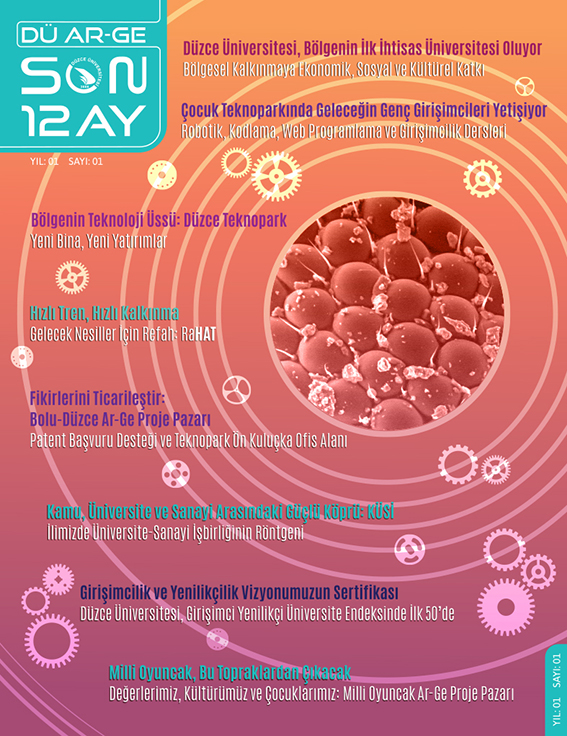 DÜ AR-GE
SON
DÜZCE ÜNİVERSİTESİ
12 AY
YIL: 01 SAYI: 01
Düzce Üniversitesi, Bölgenin İlk İhtisas Üniversitesi Oluyor
Bölgesel Kalkınmaya Ekonomik, Sosyal ve Kültürel Katkı
Çocuk Teknoparkında Geleceğin Genç Girişimcileri Yetişiyor
Robotik, Kodlama, Web Programlama ve Girişimcilik Dersleri
Bölgenin Teknoloji Üssü: Düzce Teknopark
Yeni Bina, Yeni Yatırımlar
Hızlı Tren, Hızlı Kalkınma
Gelecek Nesiller İçin Refah: RaHAT
Fikirlerini Ticarileştir:
Bolu-Düzce Ar-Ge Proje Pazarı
Patent Başvuru Desteği ve Teknopark Ön Kuluçka Ofis Alanı
Kamu, Üniversite ve Sanayi Arasındaki Güçlü Köprü: KÜSİ
İlimizde Üniversite-Sanayi İşbirliğinin Röntgeni
Girişimcilik ve Yenilikçilik Vizyonumuzun Sertifikası
Düzce Üniversitesi, Girişimci Yenilikçi Üniversite Endeksinde İlk 50'de
Milli Oyuncak, Bu Topraklardan Çıkacak
Değerlerimiz, Kültürümüz ve Çocuklarımız: Milli Oyuncak Ar-Ge Proje Pazarı
YIL: 01 SAYI: 01